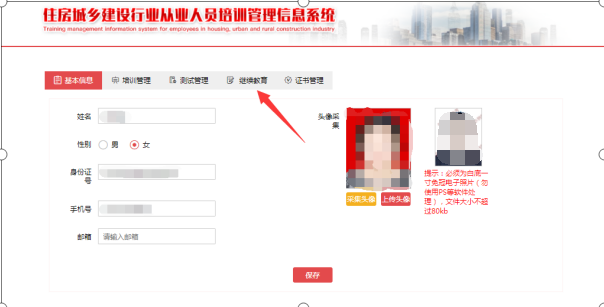 住房城乡建设行业从业人员培训管理信息系统
Training management information system for employees in housing, urban and rural construction industry
基本信息 培训管理 测试管理 继续教育 证书管理
姓名
头像采
集
性别 男 女
身份证
号
提示：必须为白底一
寸免冠电子照片（勿
使用PS等软件处
理），文件大小不超
过80kb
采集头像 上传头像
手机号
邮箱 请输入邮箱
保存